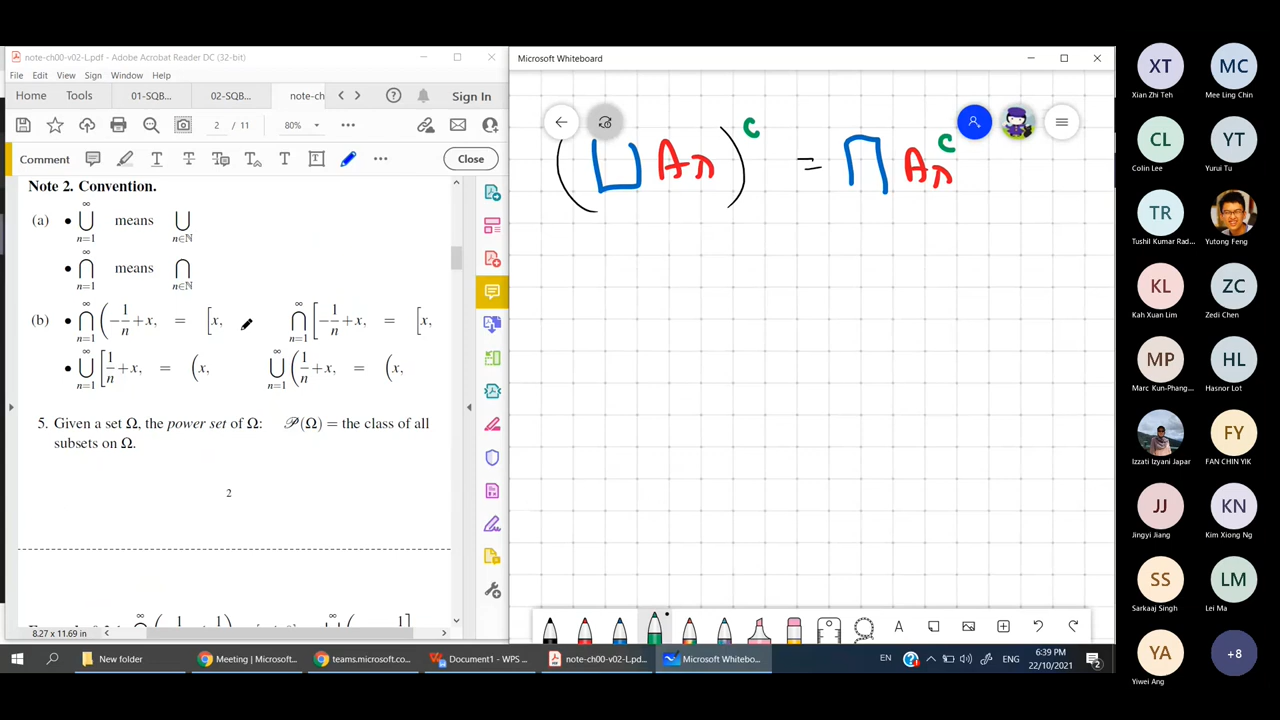 note-ch00-v02-L.pdf - Adobe Acrobat Reader DC (32-bit)
File Edit View Sign Window Help
Home Tools 01-SQB... 02-SQB... note-ch Sign In
2 / 11 80%
Comment Close
Note 2. Convention.
(a) • ⋃_{n=1}^{∞} means ⋃_{n∈ℕ}
• ⋂_{n=1}^{∞} means ⋂_{n∈ℕ}
(b) • ⋂_{n=1}^{∞} (−1/n + x, = [x, ⋂_{n=1}^{∞} [−1/n + x, = [x,
• ⋃_{n=1}^{∞} [1/n + x, = (x, ⋃_{n=1}^{∞} (1/n + x, = (x,
5. Given a set Ω, the power set of Ω: 𝒫(Ω) = the class of all
subsets on Ω.
2
8.27 x 11.69 in
Microsoft Whiteboard
(⋃ An)^c = ⋂ An^c
XT MC
Xian Zhi Teh Mee Ling Chin
CL YT
Colin Lee Yurui Tu
TR
Tushil Kumar Rad... Yutong Feng
KL ZC
Kah Xuan Lim Zedi Chen
MP HL
Marc Kun-Phang... Hasnor Lot
FY
Izzati Izyani Japar FAN CHIN YIK
JJ KN
Jingyi Jiang Kim Xiong Ng
SS LM
Sarkaaj Singh Lei Ma
YA +8
Yiwei Ang
New folder Meeting | Microsoft... teams.microsoft.co... Document1 - WPS ... note-ch00-v02-L.pd... Microsoft Whitebo... EN ENG 6:39 PM
22/10/2021 2